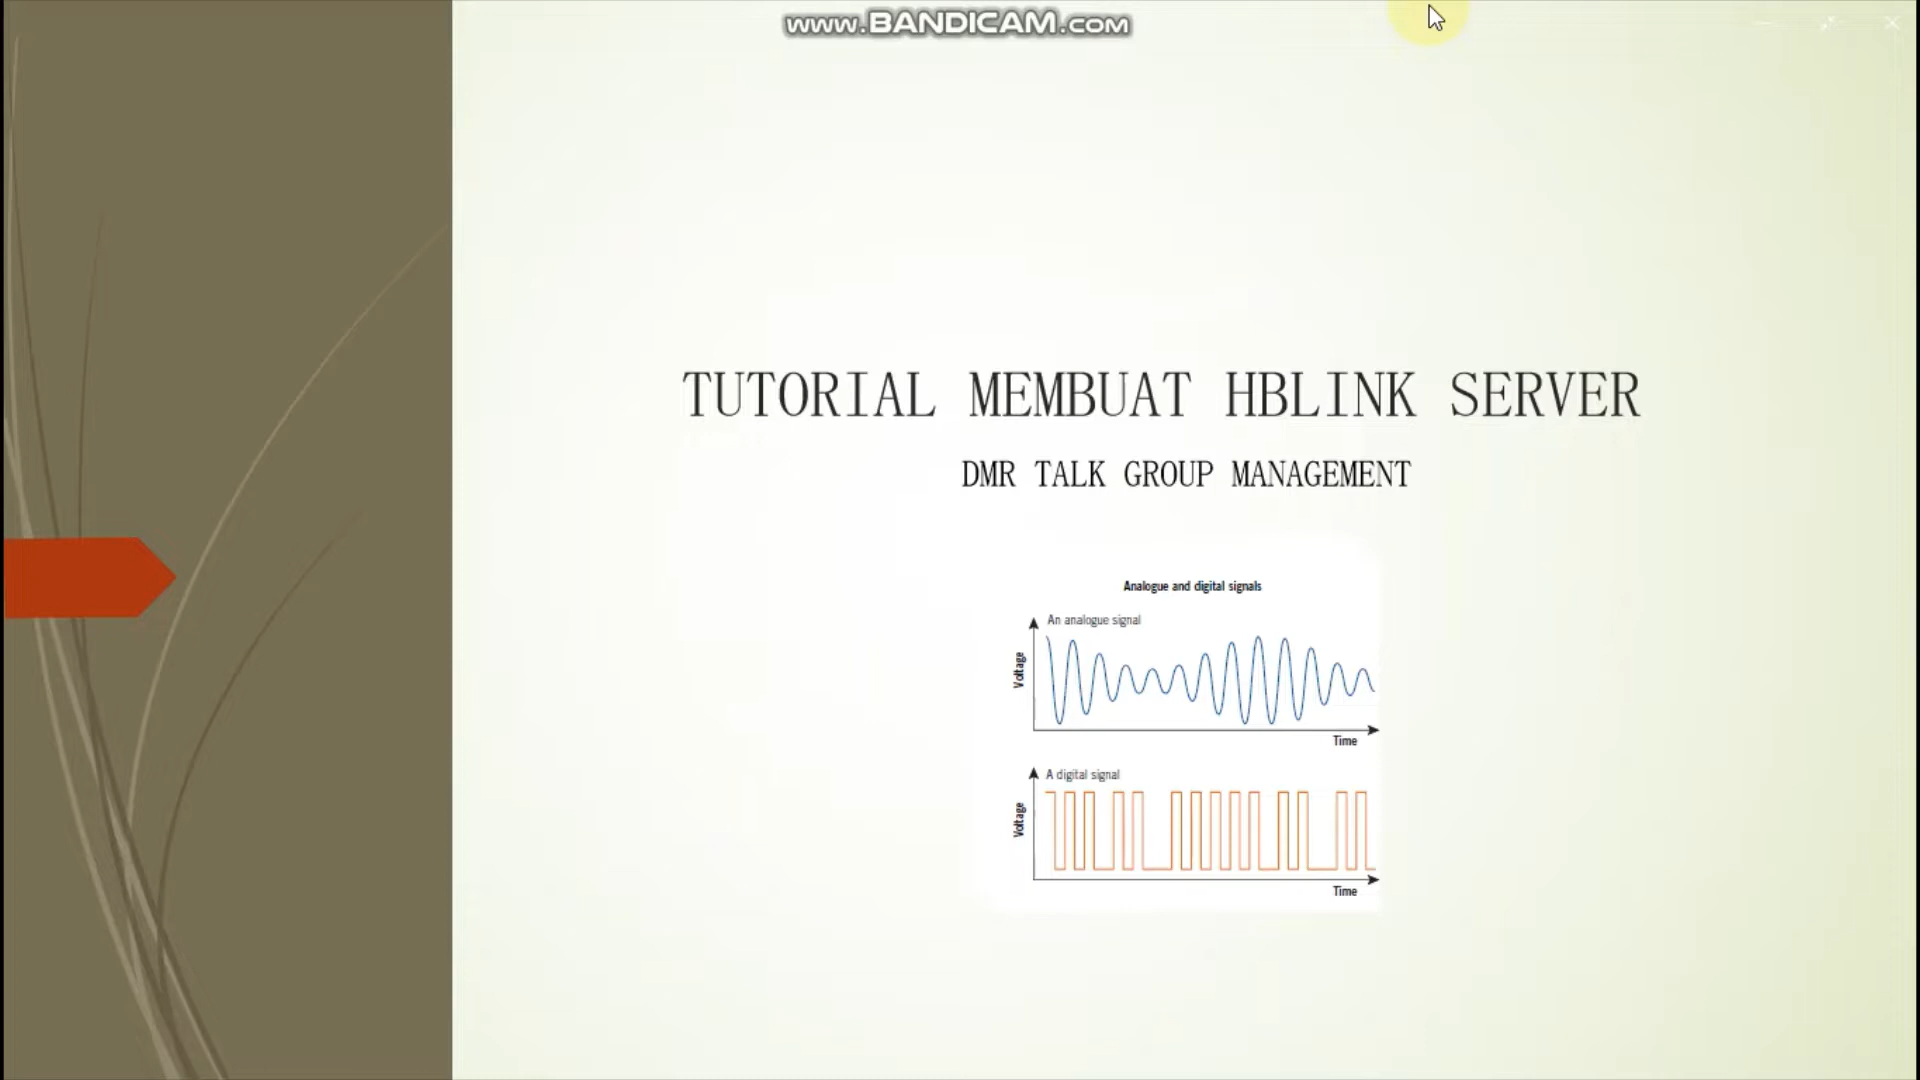 www.BANDICAM.com
TUTORIAL MEMBUAT HBLINK SERVER
DMR TALK GROUP MANAGEMENT
Analogue and digital signals
An analogue signal
Voltage
Time
A digital signal
Voltage
Time